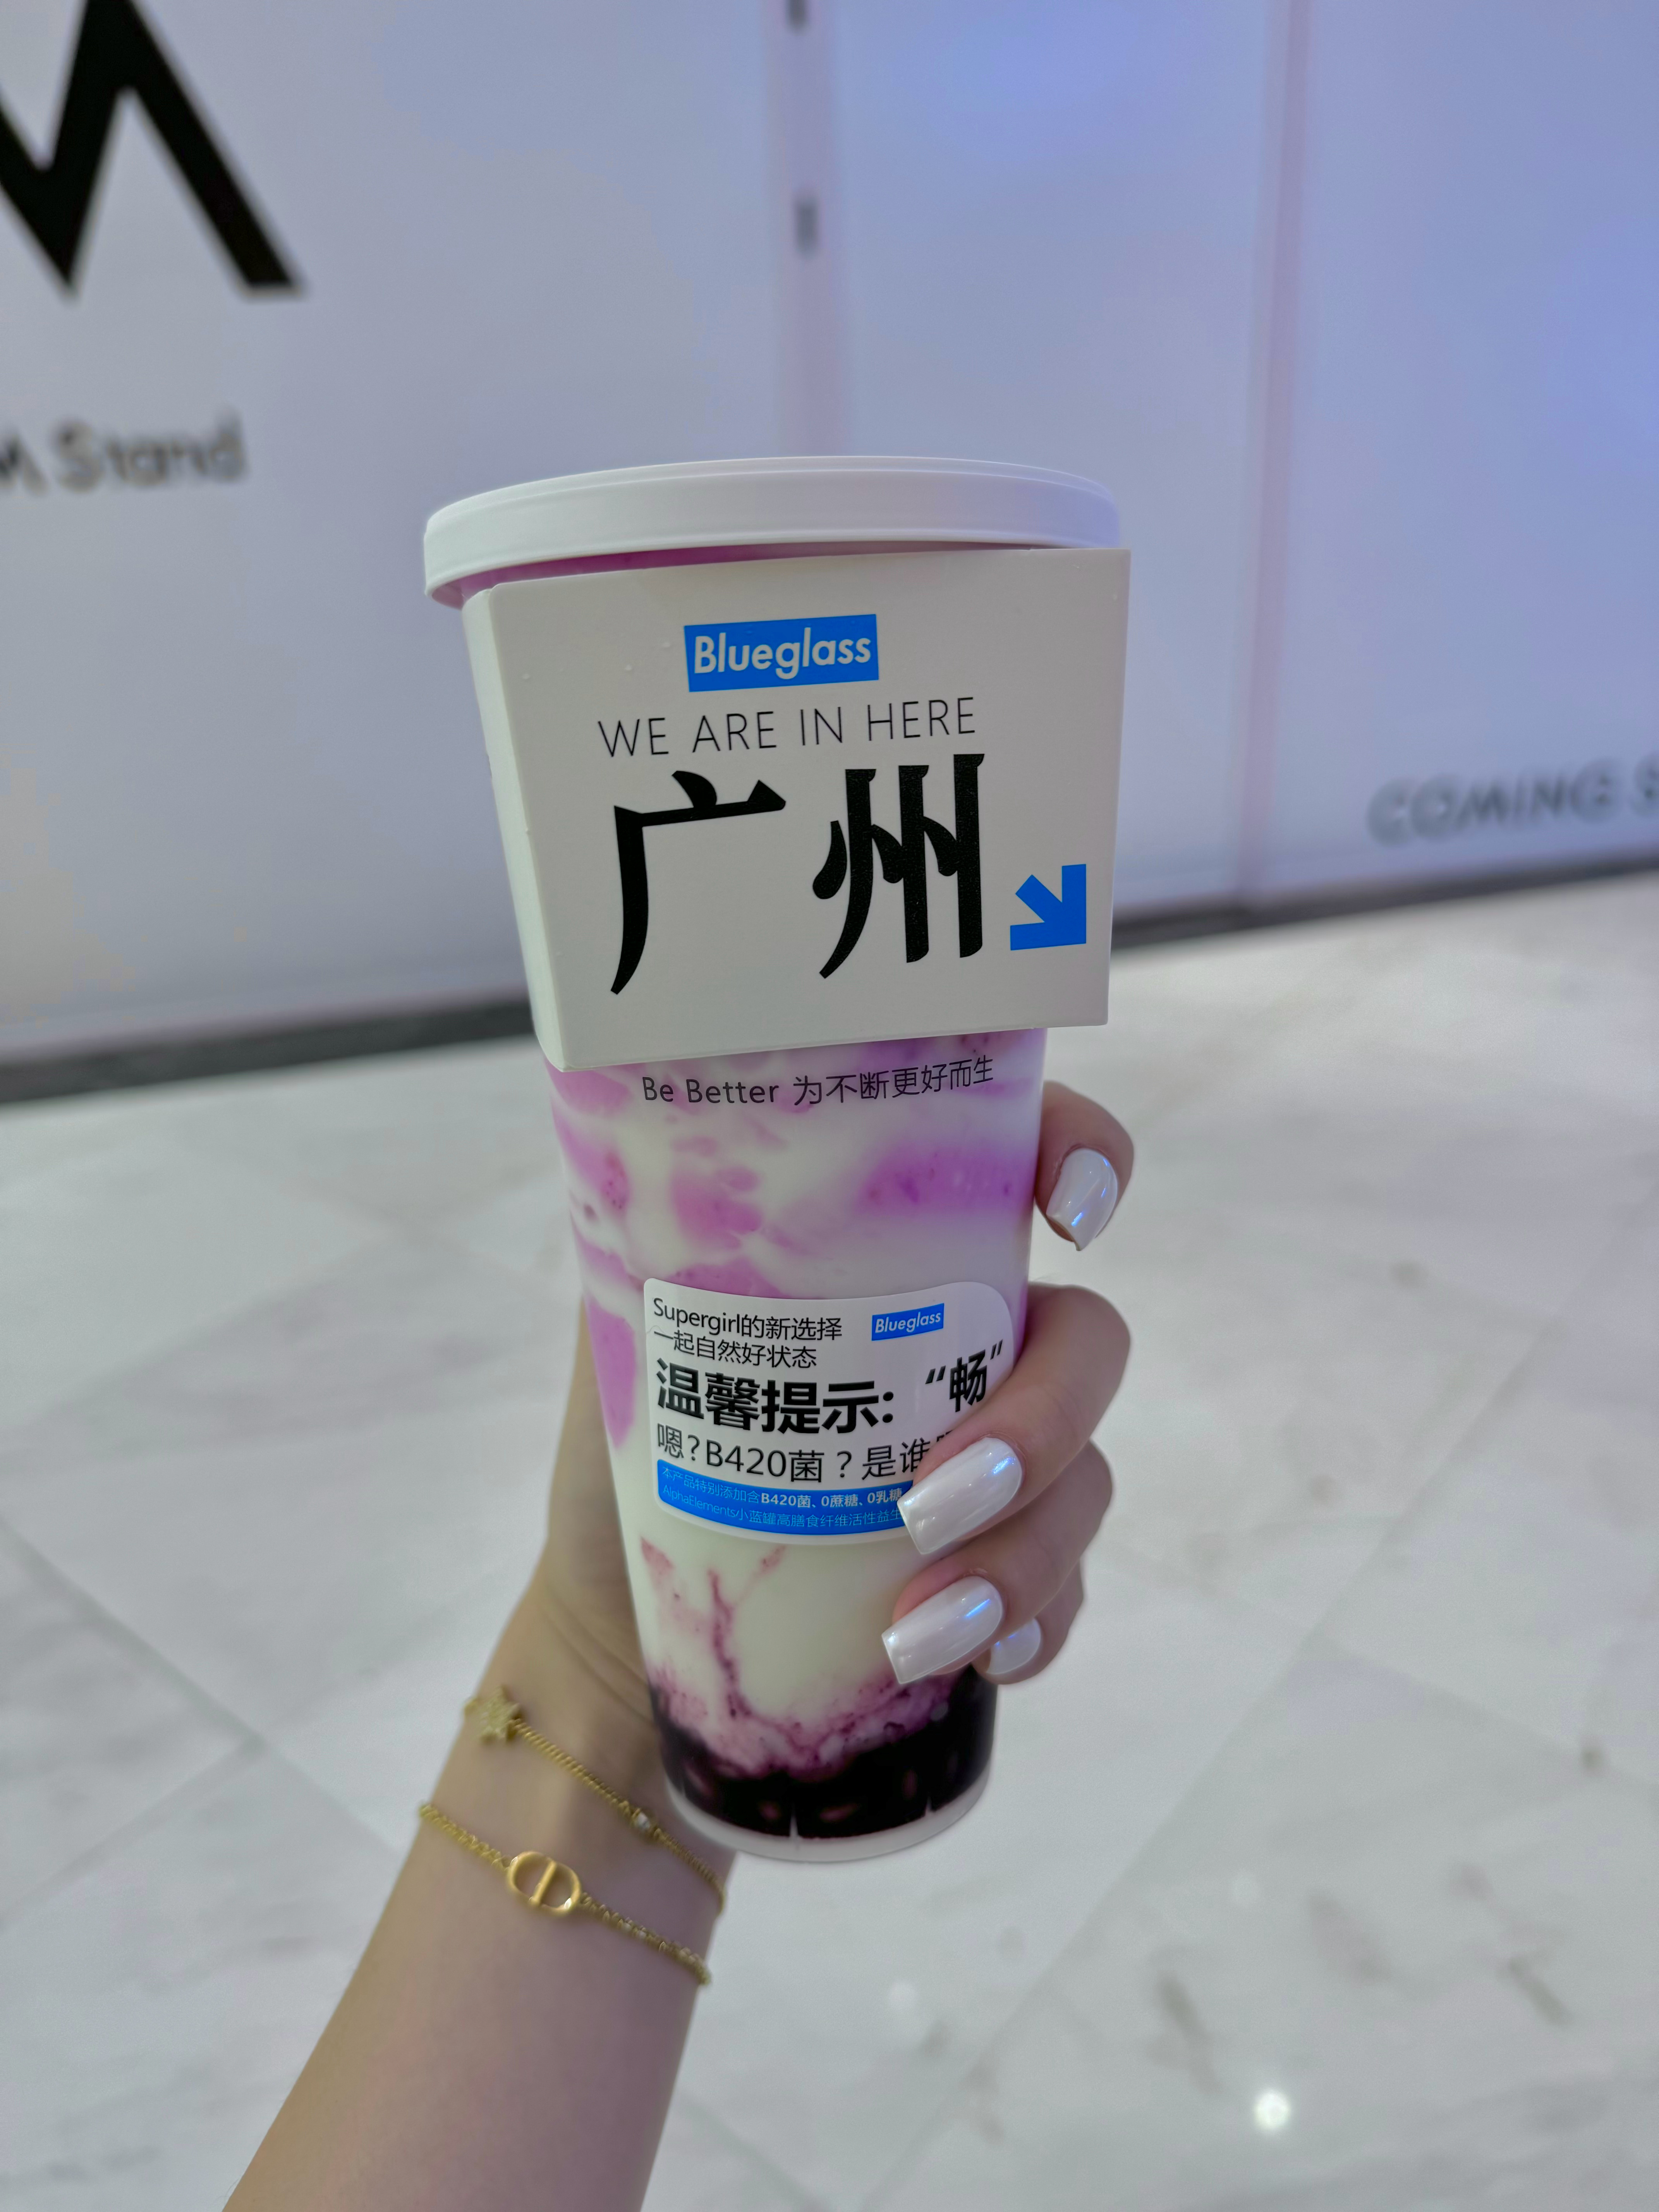 M
Stand
COMING
Blueglass
WE ARE IN HERE
广州
Be Better 为不断更好而生
Supergirl的新选择
一起自然好状态
Blueglass
温馨提示：“畅”
嗯？B420菌？是谁
本产品特别添加含B420菌、0蔗糖、0乳糖
AlphaElements小蓝罐高膳食纤维活性益生